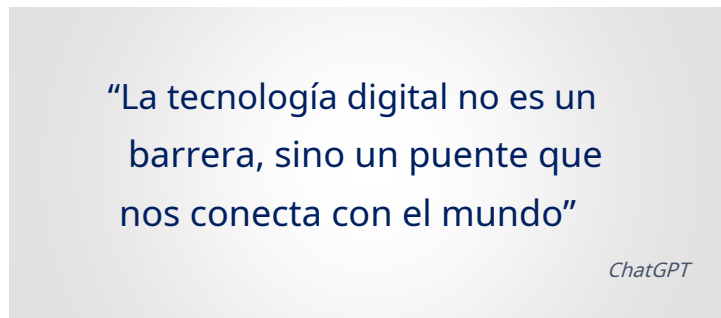 “La tecnología digital no es un
barrera, sino un puente que
nos conecta con el mundo”
ChatGPT